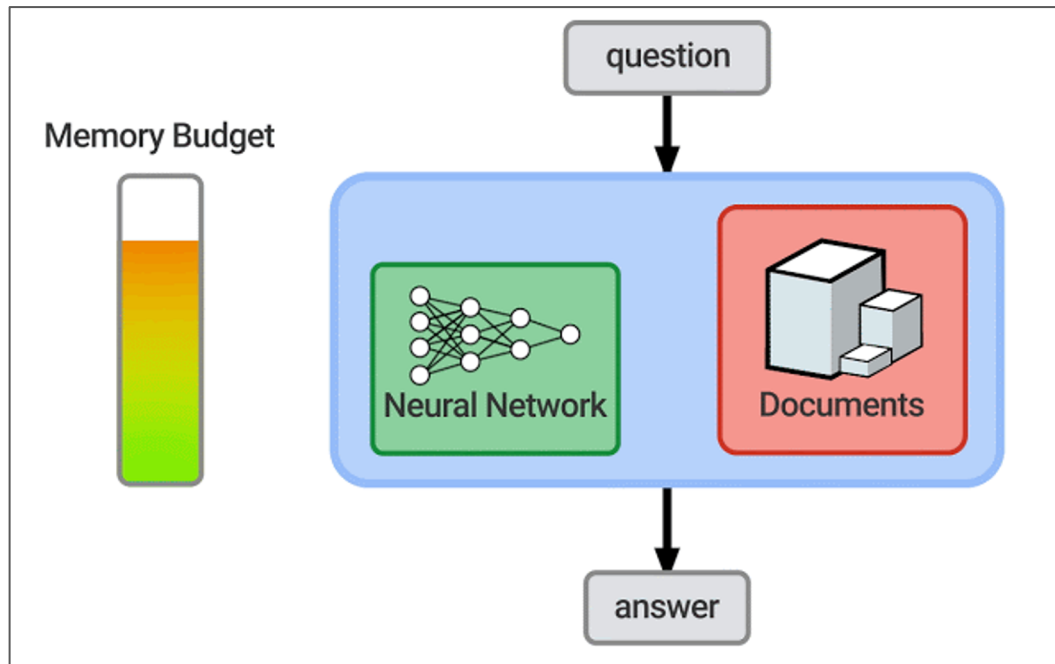 question
Memory Budget
Neural Network
Documents
answer